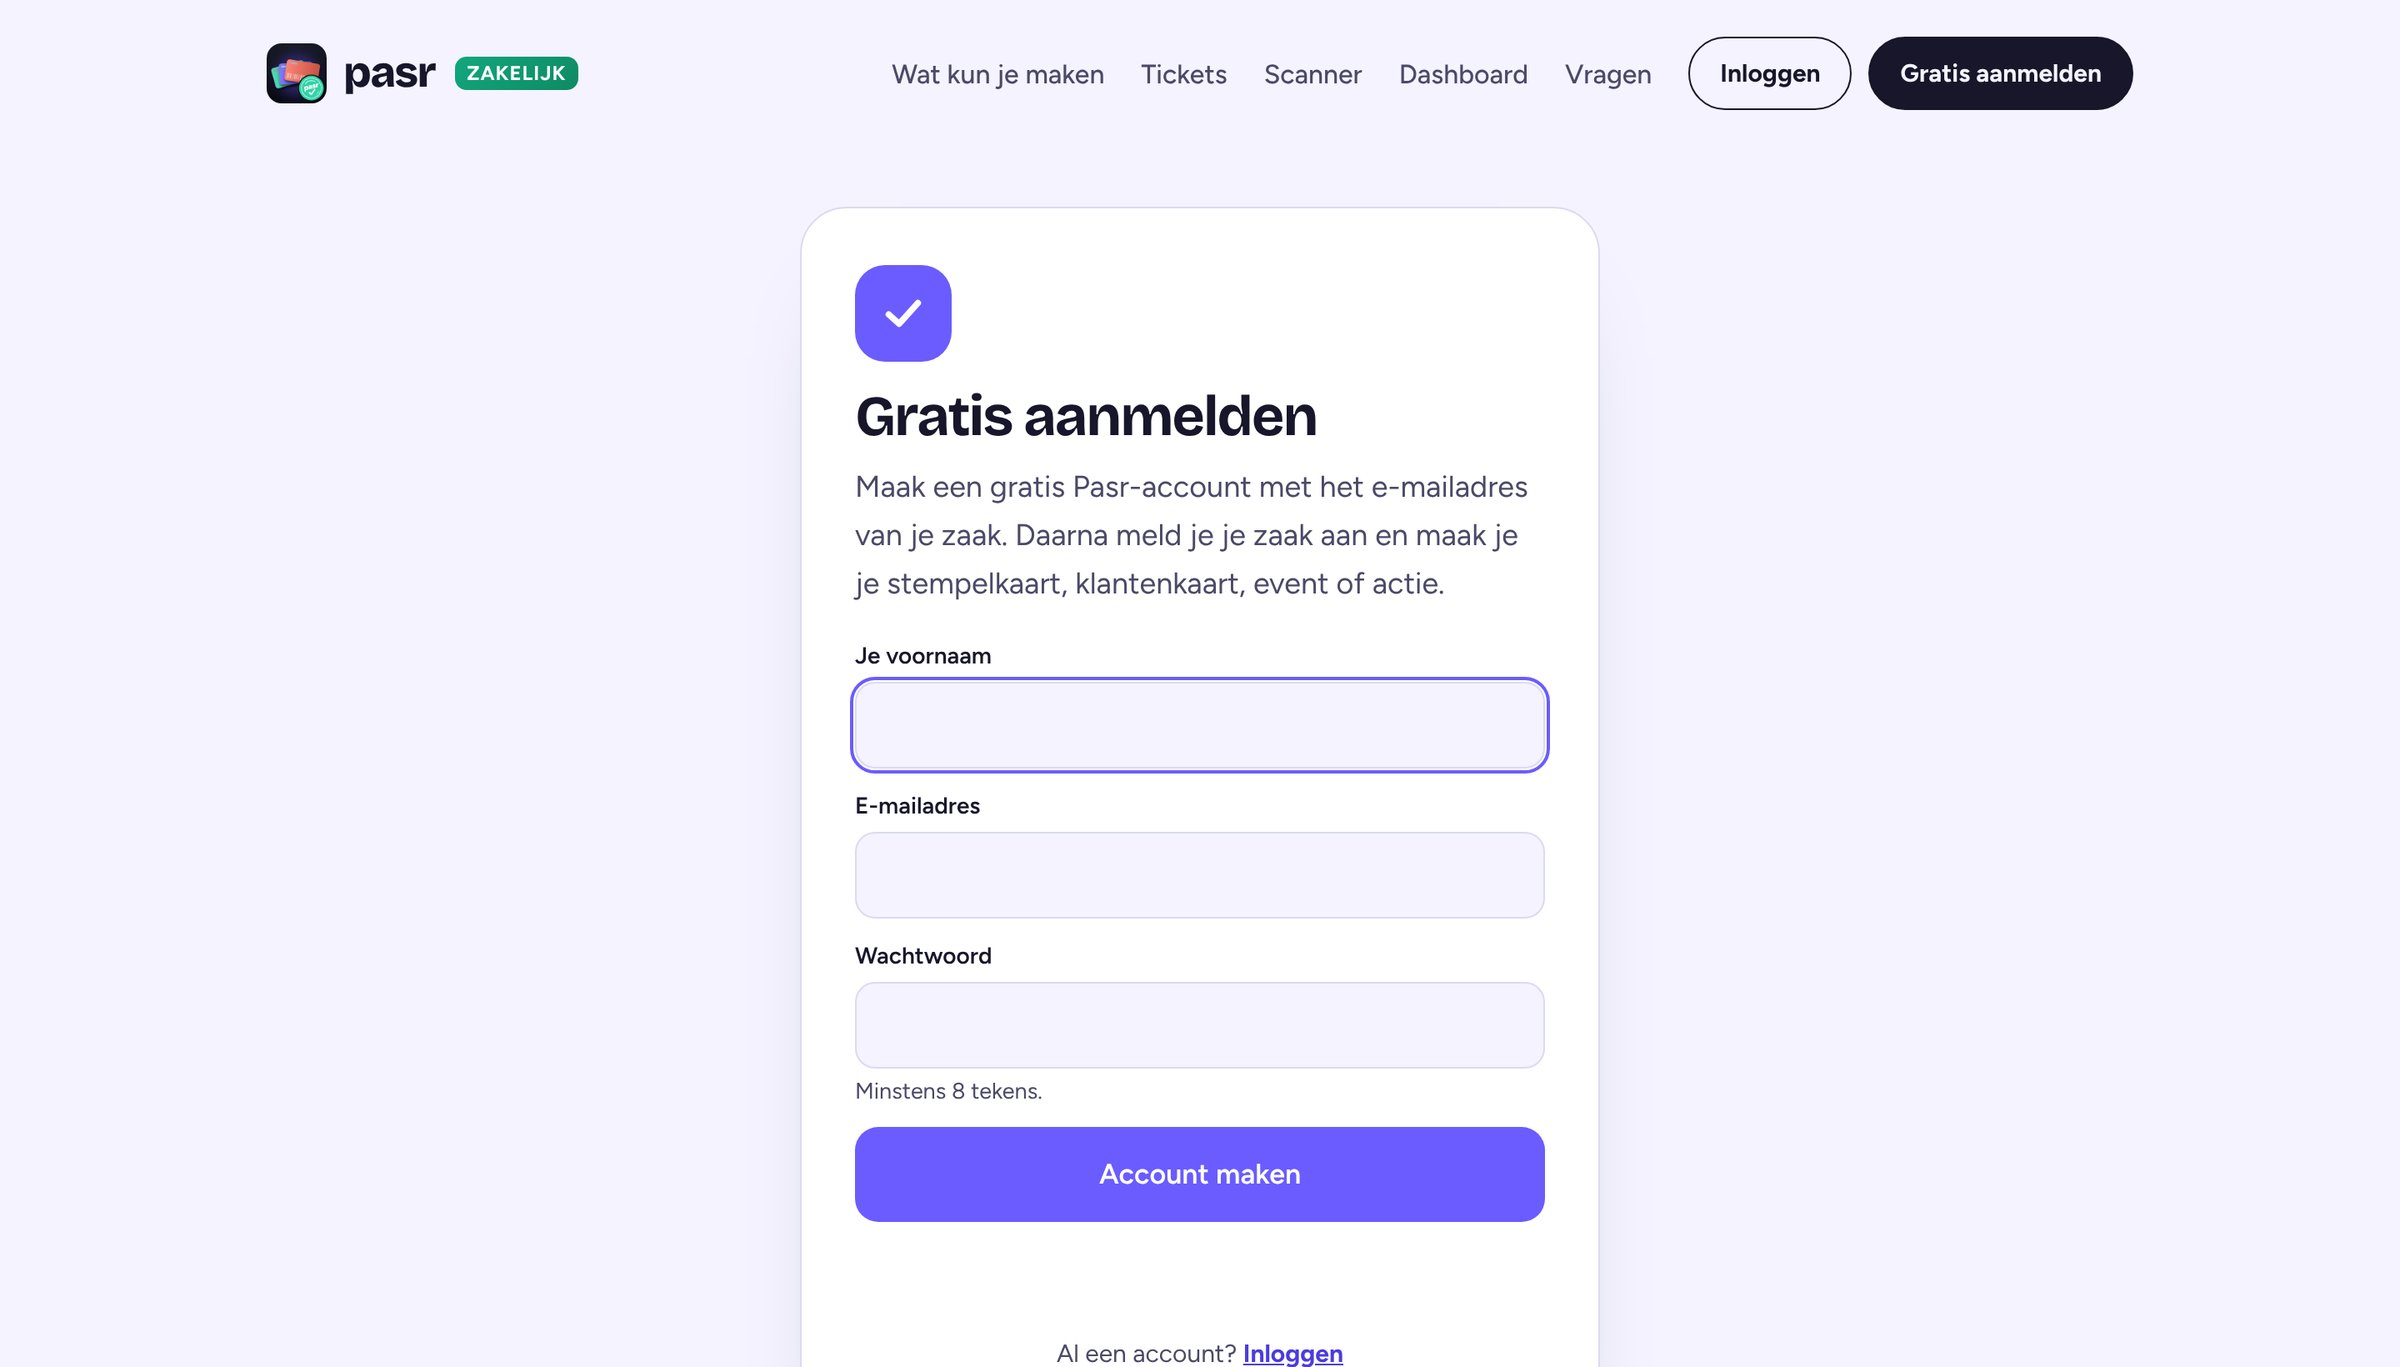 pasr ZAKELIJK
Wat kun je maken Tickets Scanner Dashboard Vragen Inloggen Gratis aanmelden
Gratis aanmelden
Maak een gratis Pasr-account met het e-mailadres
van je zaak. Daarna meld je je zaak aan en maak je
je stempelkaart, klantenkaart, event of actie.
Je voornaam
E-mailadres
Wachtwoord
Minstens 8 tekens.
Account maken
Al een account? Inloggen